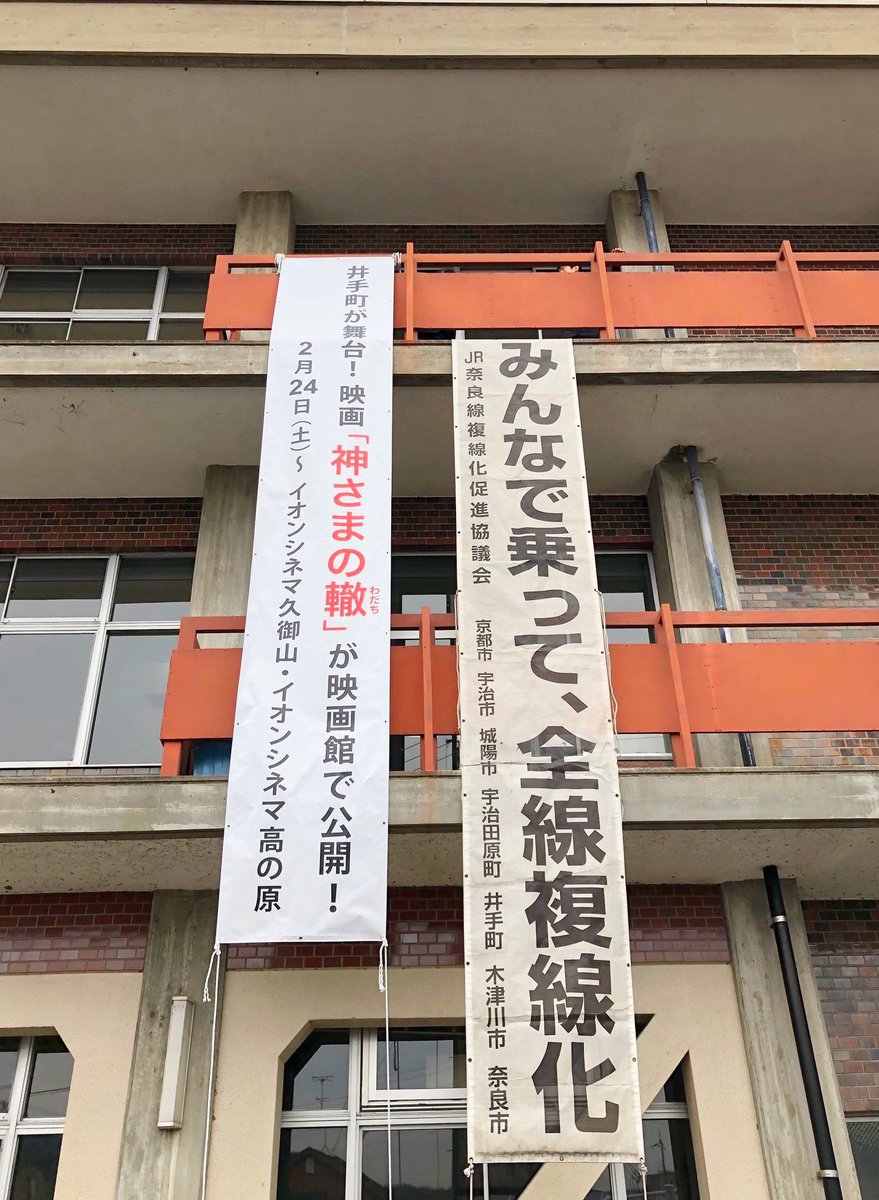 井手町が舞台！映画「神さまの轍」が映画館で公開！
わだち
2月24日（土）〜 イオンシネマ久御山・イオンシネマ高の原
みんなで乗って、全線複線化
JR奈良線複線化促進協議会 京都市 宇治市 城陽市 宇治田原町 井手町 木津川市 奈良市